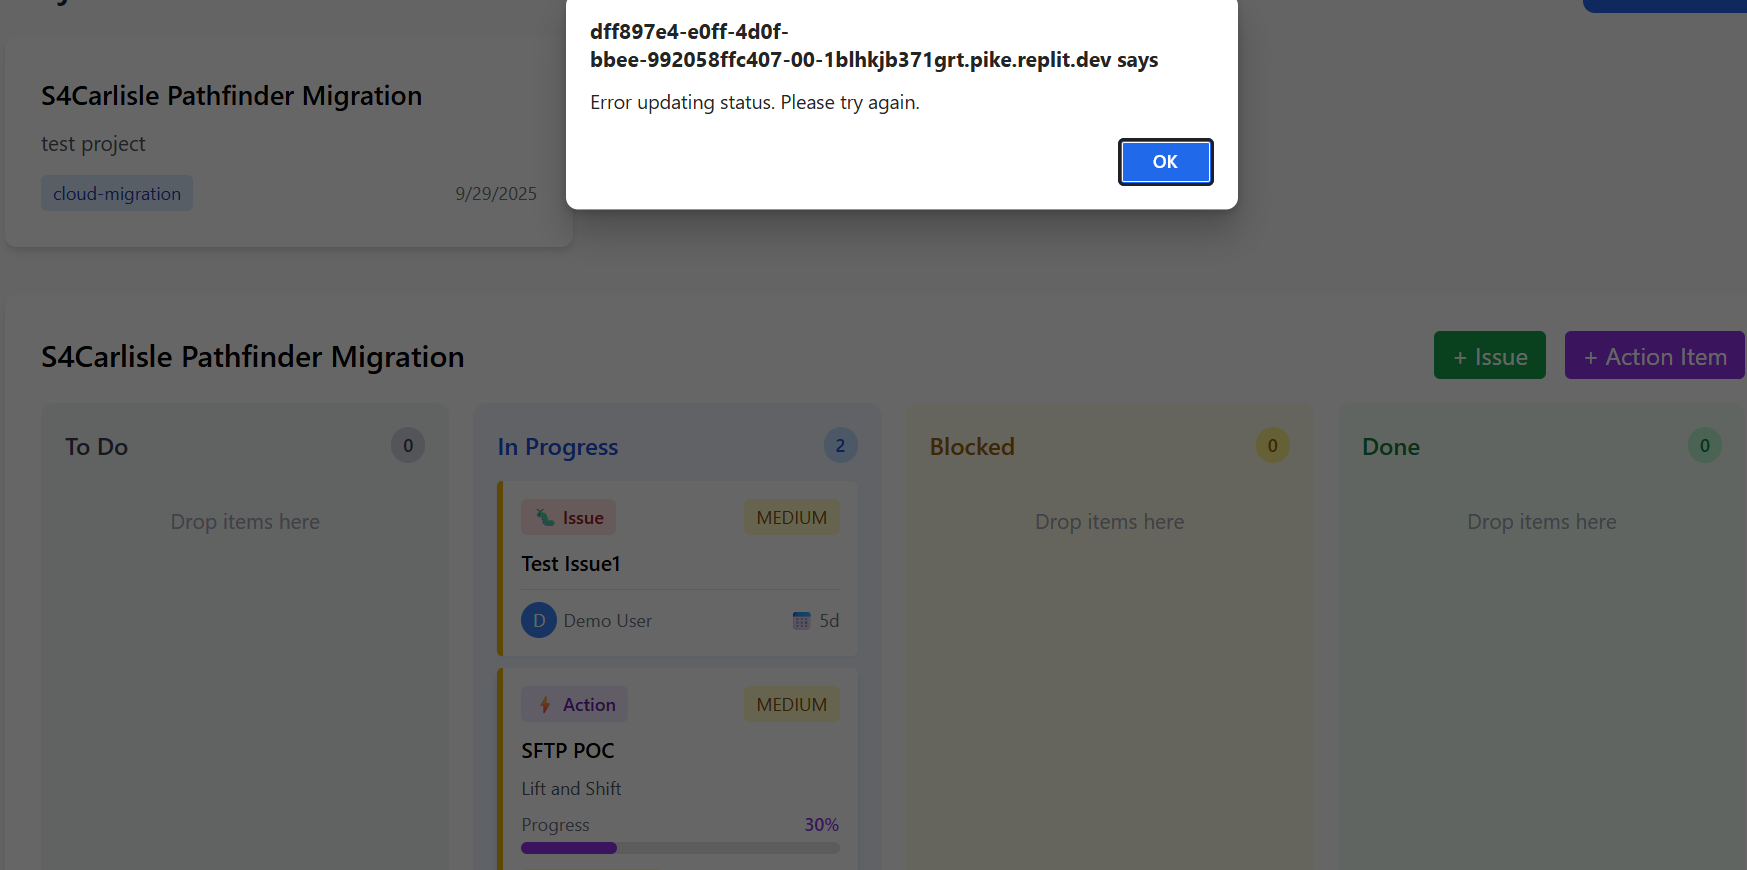 dff897e4-e0ff-4d0f-
bbee-992058ffc407-00-1blhkjb371grt.pike.replit.dev says
Error updating status. Please try again.
OK
S4Carlisle Pathfinder Migration
test project
cloud-migration
9/29/2025
S4Carlisle Pathfinder Migration
+ Issue
+ Action Item
To Do
0
Drop items here
In Progress
2
Issue
MEDIUM
Test Issue1
D
Demo User
5d
Action
MEDIUM
SFTP POC
Lift and Shift
Progress
30%
Blocked
0
Drop items here
Done
0
Drop items here